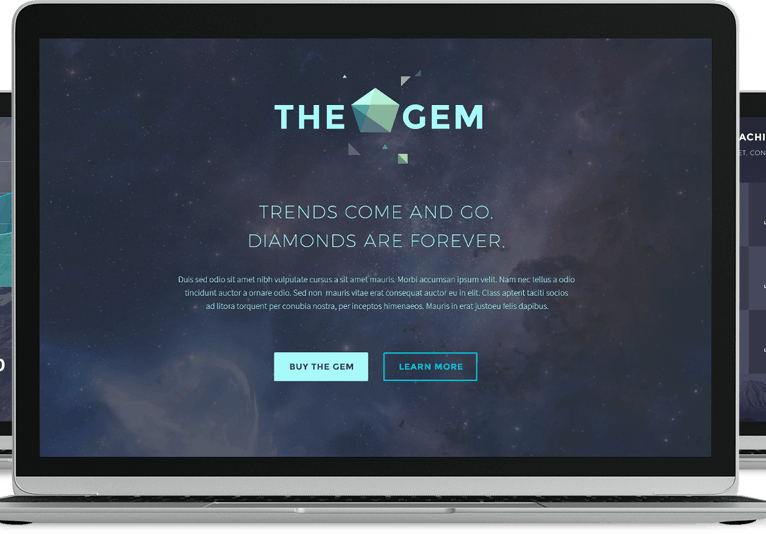 THE GEM
TRENDS COME AND GO.
DIAMONDS ARE FOREVER.
Duis sed odio sit amet nibh vulputate cursus a sit amet mauris. Morbi accumsan ipsum velit. Nam nec tellus a odio
tincidunt auctor a ornare odio. Sed non mauris vitae erat consequat auctor eu in elit. Class aptent taciti socios
ad litora torquent per conubia nostra, per inceptos himenaeos. Mauris in erat justoeu felis dapibus.
BUY THE GEM
LEARN MORE
ACHI
ET, CON